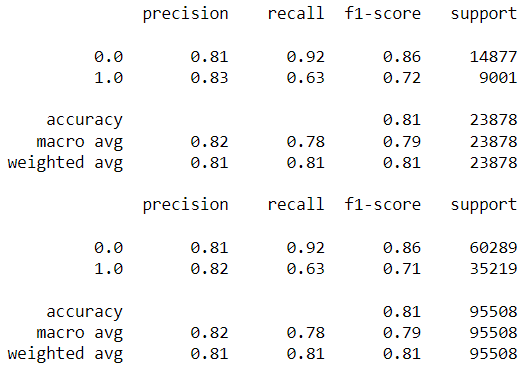 precision recall f1-score support
0.0 0.81 0.92 0.86 14877
1.0 0.83 0.63 0.72 9001
accuracy 0.81 23878
macro avg 0.82 0.78 0.79 23878
weighted avg 0.81 0.81 0.81 23878
precision recall f1-score support
0.0 0.81 0.92 0.86 60289
1.0 0.82 0.63 0.71 35219
accuracy 0.81 95508
macro avg 0.82 0.78 0.79 95508
weighted avg 0.81 0.81 0.81 95508